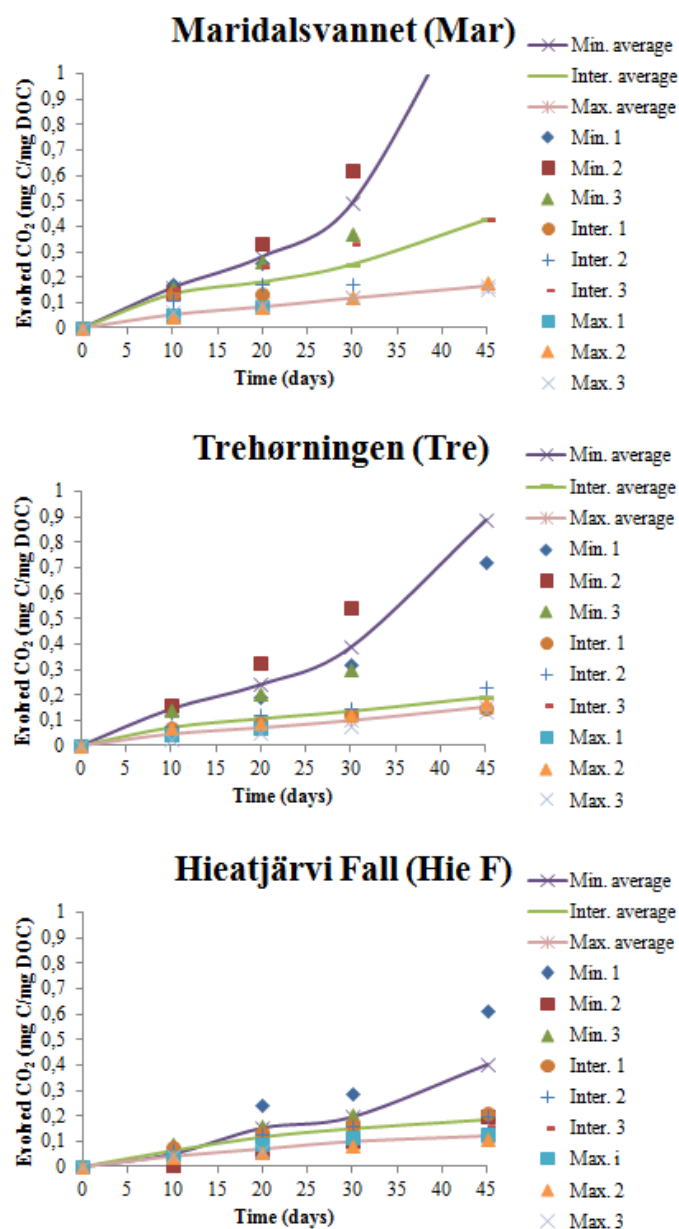 Maridalsvannet (Mar)
Evolved CO₂ (mg C/mg DOC)
1
0,9
0,8
0,7
0,6
0,5
0,4
0,3
0,2
0,1
0
0 5 10 15 20 25 30 35 40 45
Time (days)
Min. average
Inter. average
Max. average
Min. 1
Min. 2
Min. 3
Inter. 1
Inter. 2
Inter. 3
Max. 1
Max. 2
Max. 3
Trehørningen (Tre)
Evolved CO₂ (mg C/mg DOC)
1
0,9
0,8
0,7
0,6
0,5
0,4
0,3
0,2
0,1
0
0 5 10 15 20 25 30 35 40 45
Time (days)
Min. average
Inter. average
Max. average
Min. 1
Min. 2
Min. 3
Inter. 1
Inter. 2
Inter. 3
Max. 1
Max. 2
Max. 3
Hieatjärvi Fall (Hie F)
Evolved CO₂ (mg C/mg DOC)
1
0,9
0,8
0,7
0,6
0,5
0,4
0,3
0,2
0,1
0
0 5 10 15 20 25 30 35 40 45
Time (days)
Min. average
Inter. average
Max. average
Min. 1
Min. 2
Min. 3
Inter. 1
Inter. 2
Inter. 3
Max. i
Max. 2
Max. 3